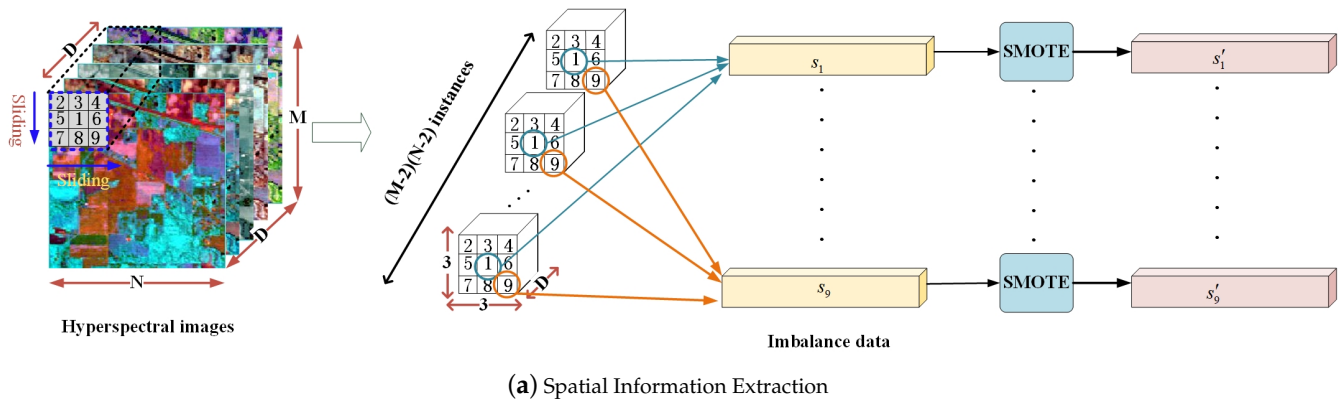 D
Sliding
2 3 4
5 1 6
7 8 9
Sliding
M
D
N
Hyperspectral images
(M-2)(N-2) instances
2 3 4
5 1 6
7 8 9
2 3 4
5 1 6
7 8 9
. . .
2 3 4
5 1 6
7 8 9
3
3
D
s₁
SMOTE
s′₁
s₉
SMOTE
s′₉
Imbalance data
(a) Spatial Information Extraction